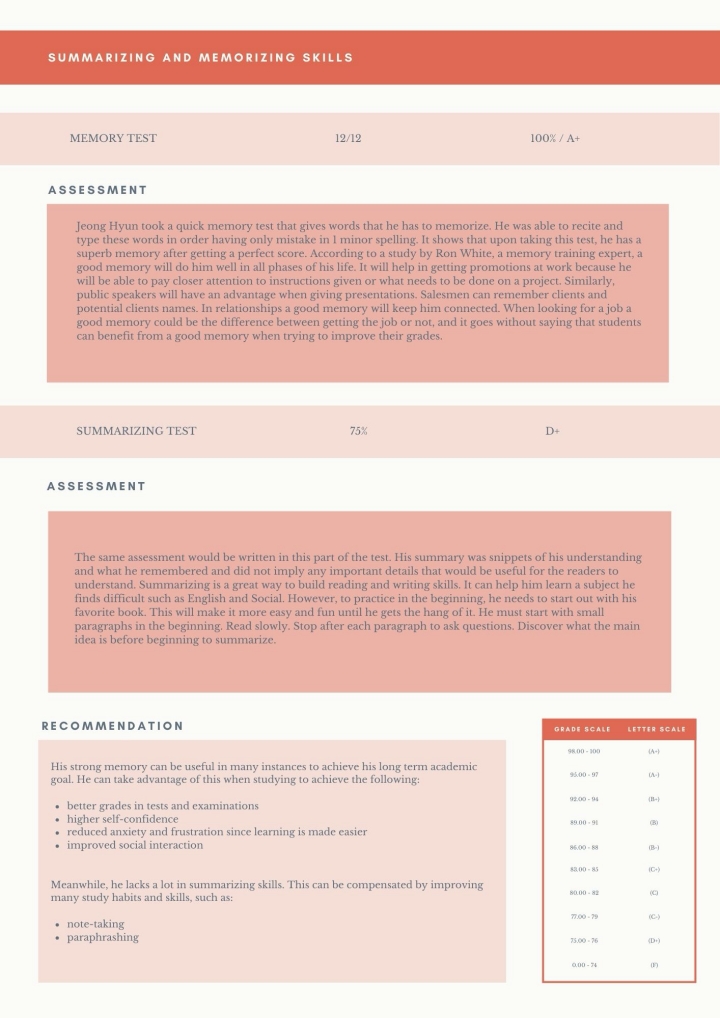 SUMMARIZING AND MEMORIZING SKILLS
MEMORY TEST 12/12 100% / A+
ASSESSMENT
Jeong Hyun took a quick memory test that gives words that he has to memorize. He was able to recite and
type these words in order having only mistake in 1 minor spelling. It shows that upon taking this test, he has a
superb memory after getting a perfect score. According to a study by Ron White, a memory training expert, a
good memory will do him well in all phases of his life. It will help in getting promotions at work because he
will be able to pay closer attention to instructions given or what needs to be done on a project. Similarly,
public speakers will have an advantage when giving presentations. Salesmen can remember clients and
potential clients names. In relationships a good memory will keep him connected. When looking for a job a
good memory could be the difference between getting the job or not, and it goes without saying that students
can benefit from a good memory when trying to improve their grades.
SUMMARIZING TEST 75% D+
ASSESSMENT
The same assessment would be written in this part of the test. His summary was snippets of his understanding
and what he remembered and did not imply any important details that would be useful for the readers to
understand. Summarizing is a great way to build reading and writing skills. It can help him learn a subject he
finds difficult such as English and Social. However, to practice in the beginning, he needs to start out with his
favorite book. This will make it more easy and fun until he gets the hang of it. He must start with small
paragraphs in the beginning. Read slowly. Stop after each paragraph to ask questions. Discover what the main
idea is before beginning to summarize.
RECOMMENDATION
His strong memory can be useful in many instances to achieve his long term academic
goal. He can take advantage of this when studying to achieve the following:
• better grades in tests and examinations
• higher self-confidence
• reduced anxiety and frustration since learning is made easier
• improved social interaction
Meanwhile, he lacks a lot in summarizing skills. This can be compensated by improving
many study habits and skills, such as:
• note-taking
• paraphrashing
GRADE SCALE LETTER SCALE
98.00 - 100 (A+)
95.00 - 97 (A-)
92.00 - 94 (B+)
89.00 - 91 (B)
86.00 - 88 (B-)
83.00 - 85 (C+)
80.00 - 82 (C)
77.00 - 79 (C-)
75.00 - 76 (D+)
0.00 - 74 (F)